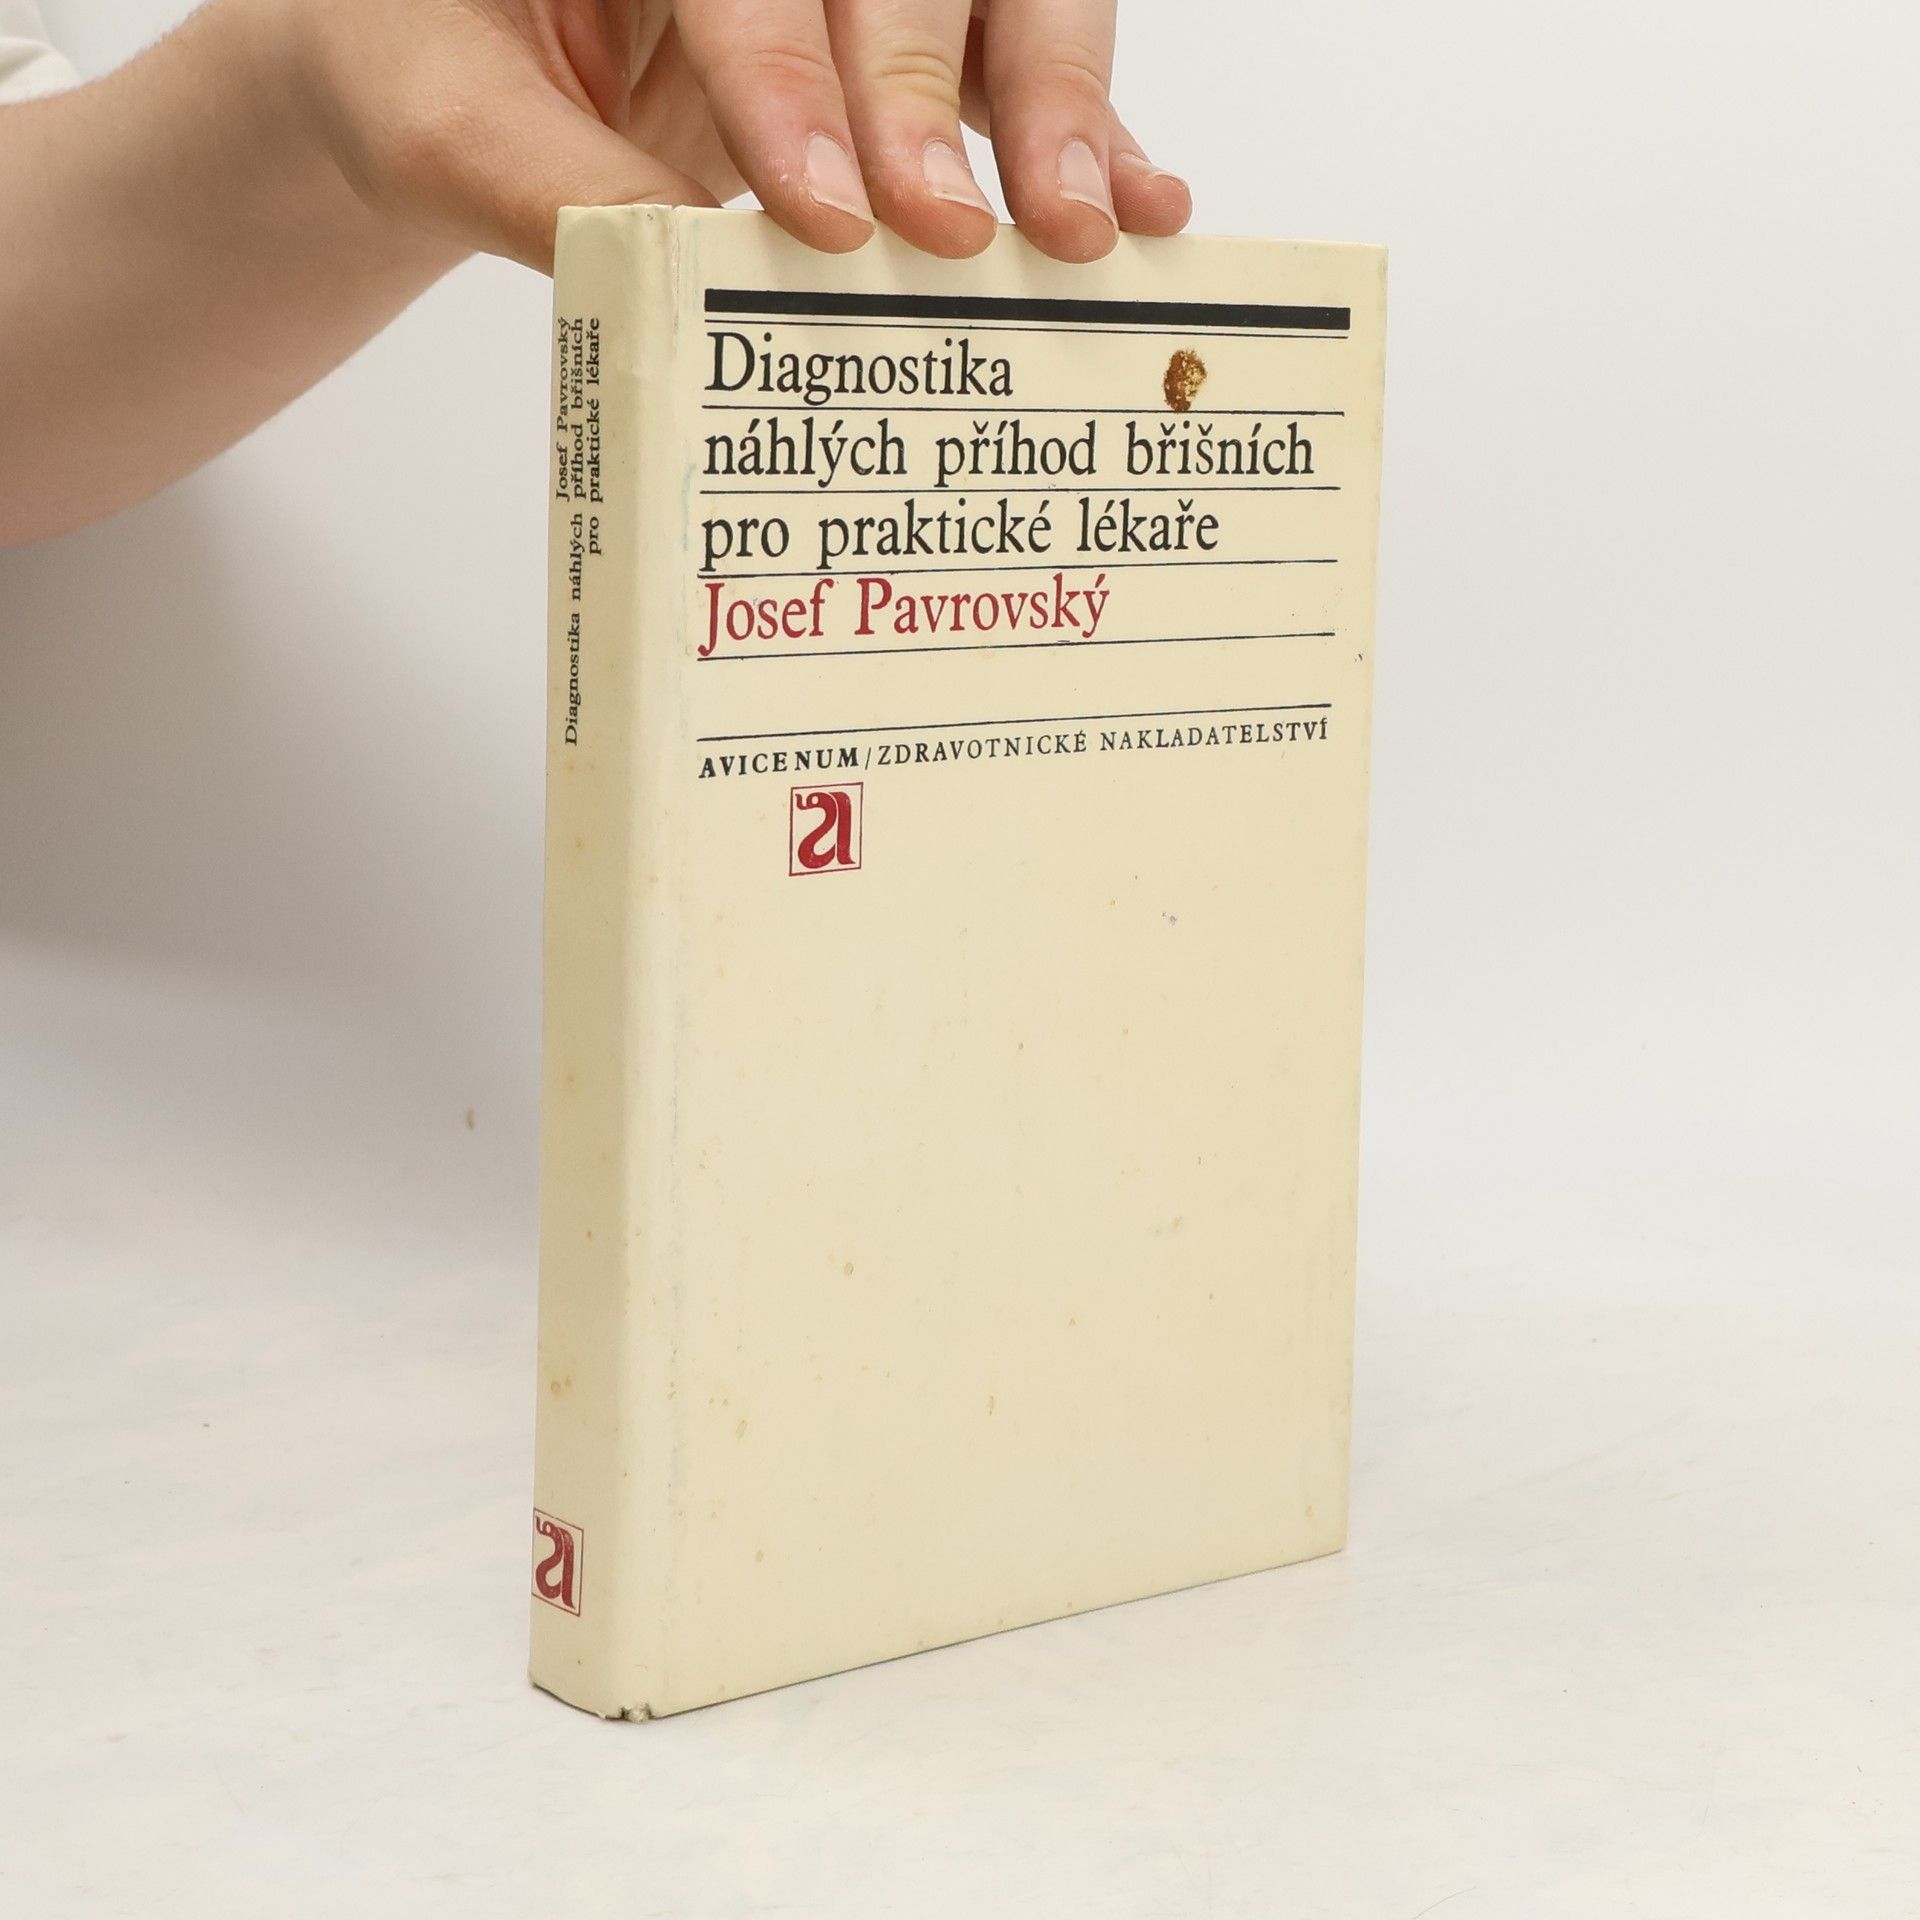 Diagnostika
náhlých příhod břišních
pro praktické lékaře
Josef Pavrovský
AVICENUM/ZDRAVOTNICKÉ NAKLADATELSTVÍ
a
Josef Pavrovský
Diagnostika náhlých příhod břišních
pro praktické lékaře
a